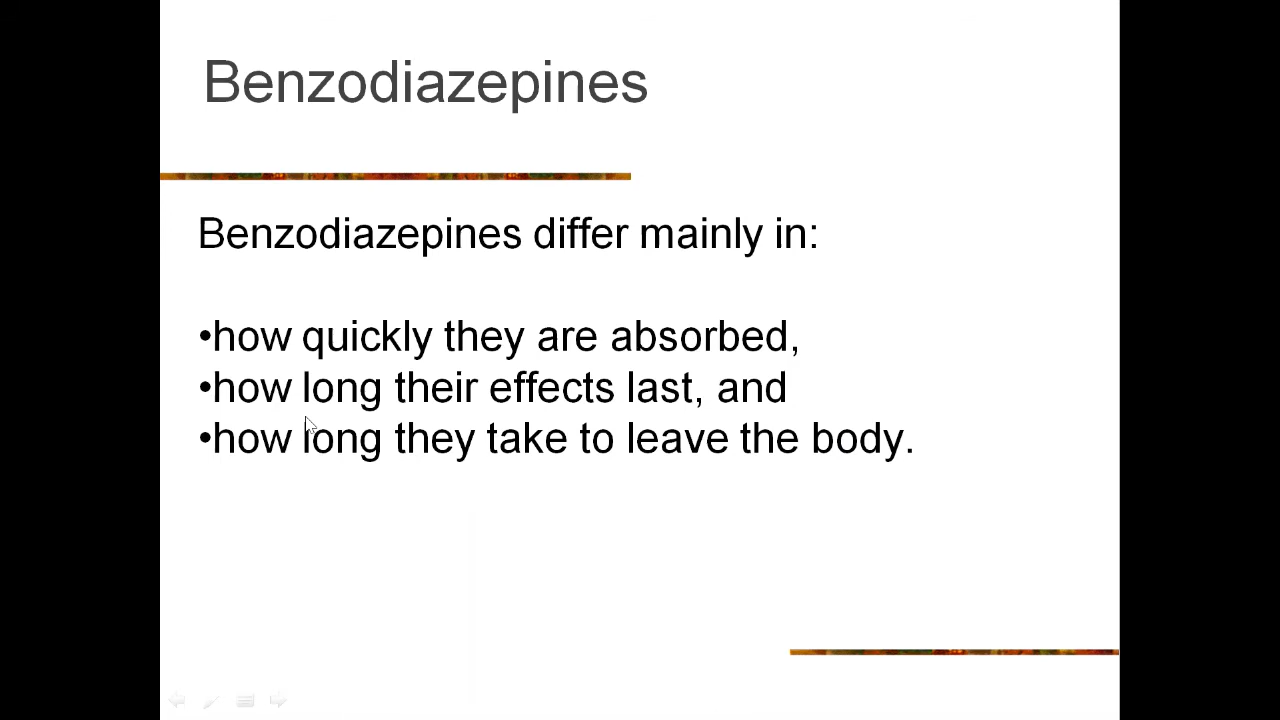 Benzodiazepines
Benzodiazepines differ mainly in:
•how quickly they are absorbed,
•how long their effects last, and
•how long they take to leave the body.